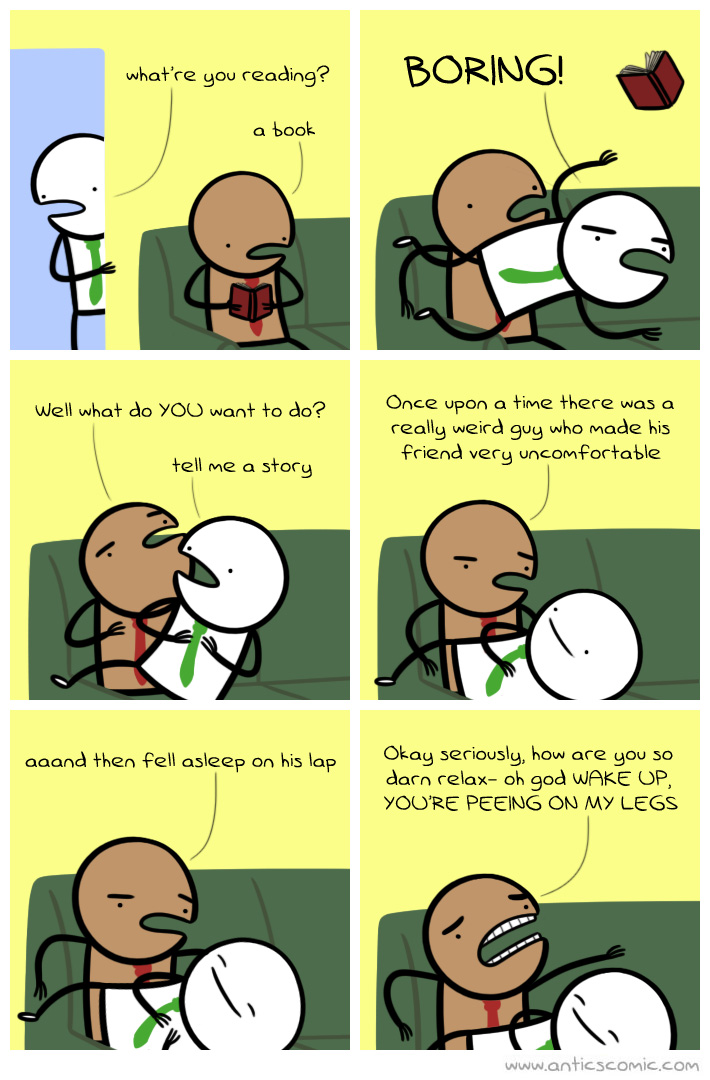 what're you reading?
a book
BORING!
Well what do YOU want to do?
tell me a story
Once upon a time there was a
really weird guy who made his
friend very uncomfortable
aaand then fell asleep on his lap
Okay seriously, how are you so
darn relax- oh god WAKE UP,
YOU'RE PEEING ON MY LEGS
www.anticscomic.com